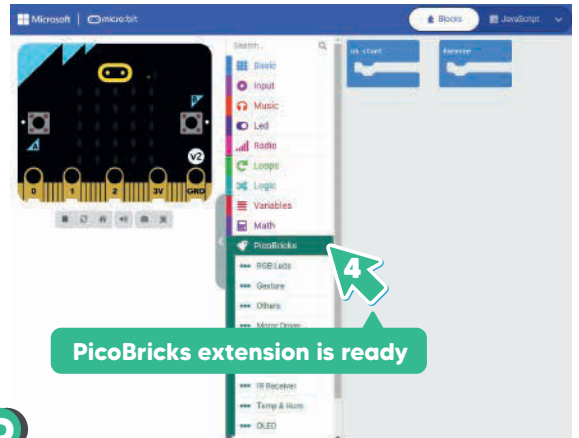 Microsoft
micro:bit
Blocks
JavaScript
Search...
Basic
Input
Music
Led
Radio
Loops
Logic
Variables
Math
PicoBricks
RGB Leds
Gesture
Others
Motor Driver
IR Receiver
Temp & Hum
OLED
on start
forever
A
B
v2
0
1
2
3V
GND
4
PicoBricks extension is ready